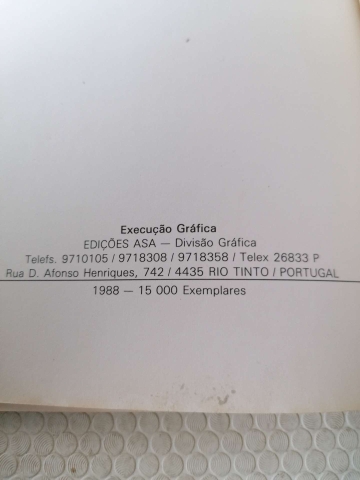 Execução Gráfica
EDIÇÕES ASA — Divisão Gráfica
Telefs. 9710105 / 9718308 / 9718358 / Telex 26833 P
Rua D. Afonso Henriques, 742 / 4435 RIO TINTO / PORTUGAL
1988 — 15 000 Exemplares